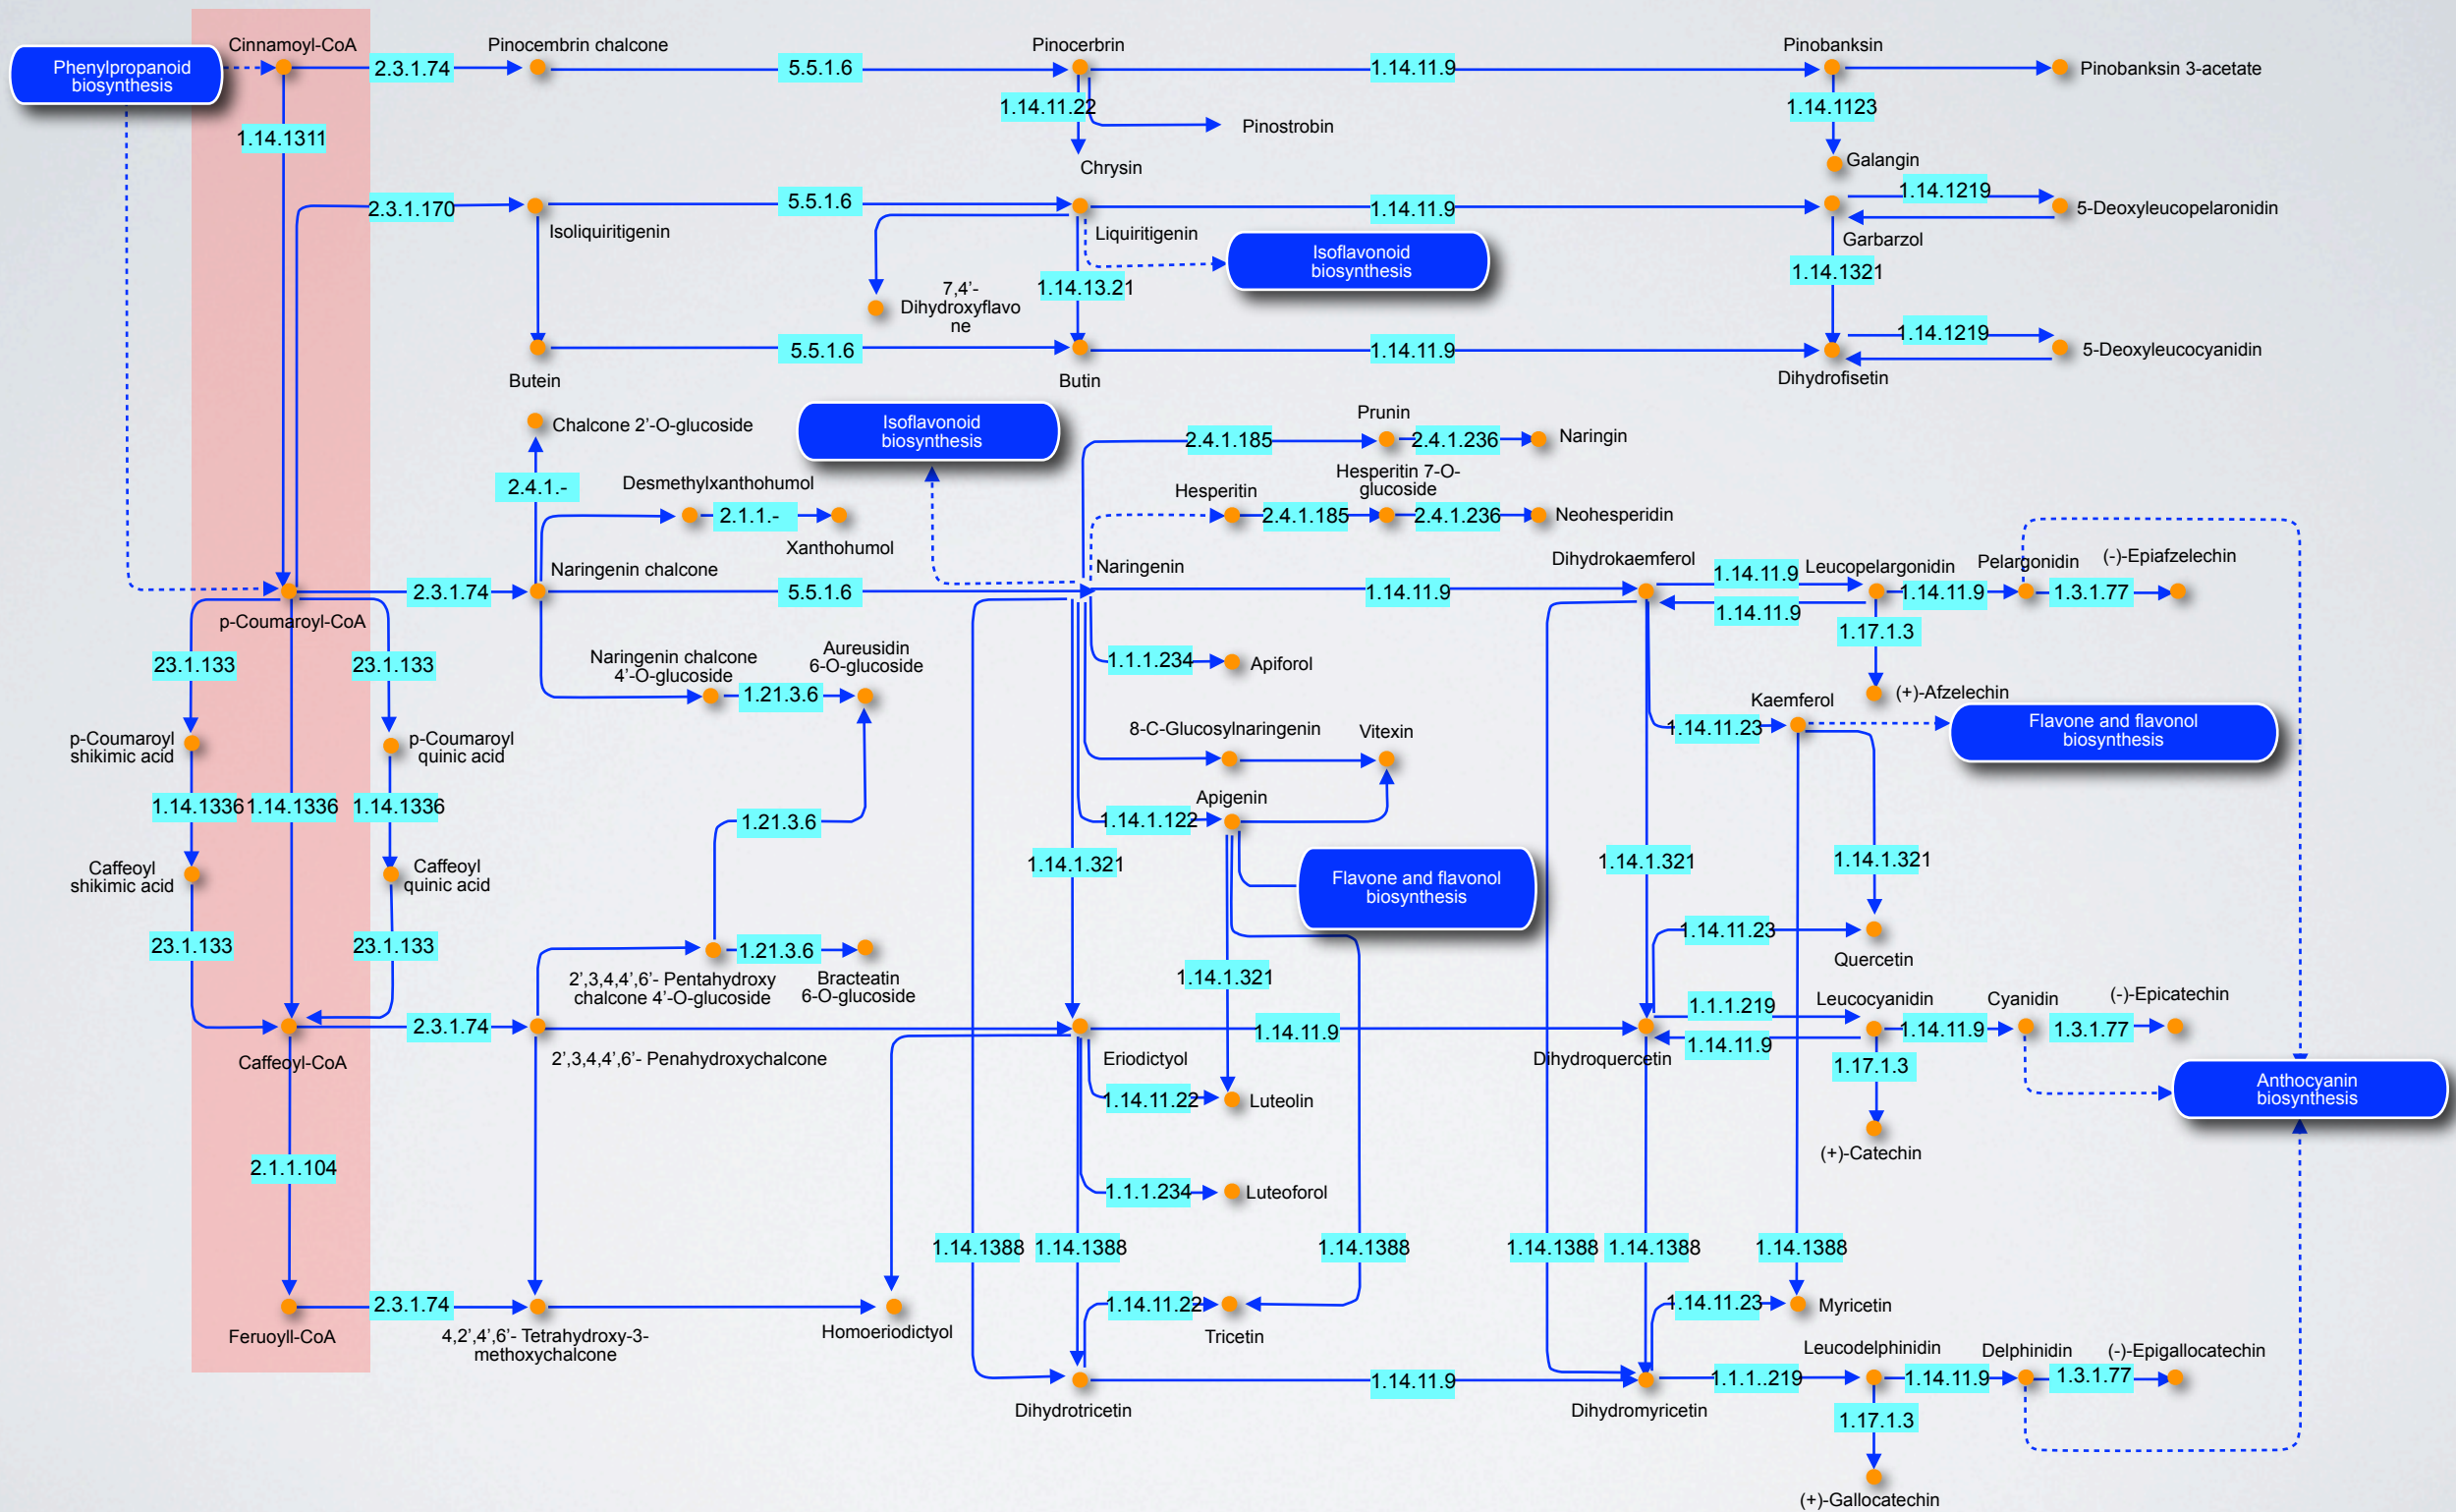 Cinnamoyl-CoA
Pinocembrin chalcone
Pinocerbrin
Pinobanksin
Phenylpropanoid
biosynthesis
2.3.1.74
5.5.1.6
1.14.11.9
Pinobanksin 3-acetate
1.14.11.22
1.14.1123
Pinostrobin
1.14.1311
Chrysin
Galangin
1.14.1219
2.3.1.170
5.5.1.6
1.14.11.9
5-Deoxyleucopelaronidin
Isoliquiritigenin
Liquiritigenin
Garbarzol
Isoflavonoid
biosynthesis
1.14.1321
7,4'-
Dihydroxyflavo
ne
1.14.13.21
1.14.1219
5.5.1.6
1.14.11.9
5-Deoxyleucocyanidin
Butein
Butin
Dihydrofisetin
Chalcone 2'-O-glucoside
Isoflavonoid
biosynthesis
Prunin
2.4.1.185
2.4.1.236
Naringin
2.4.1.-
Desmethylxanthohumol
Hesperitin
Hesperitin 7-O-
glucoside
2.1.1.-
2.4.1.185
2.4.1.236
Neohesperidin
Xanthohumol
Naringenin chalcone
Naringenin
Dihydrokaemferol
Leucopelargonidin
Pelargonidin
(-)-Epiafzelechin
2.3.1.74
5.5.1.6
1.14.11.9
1.14.11.9
1.14.11.9
1.14.11.9
1.3.1.77
p-Coumaroyl-CoA
1.17.1.3
23.1.133
23.1.133
Naringenin chalcone
4'-O-glucoside
Aureusidin
6-O-glucoside
1.1.1.234
Apiforol
1.21.3.6
(+)-Afzelechin
Kaemferol
p-Coumaroyl
shikimic acid
p-Coumaroyl
quinic acid
8-C-Glucosylnaringenin
Vitexin
1.14.11.23
Flavone and flavonol
biosynthesis
1.14.1336
1.14.1336
1.14.1336
1.21.3.6
Apigenin
1.14.1.122
1.14.1.321
1.14.1.321
1.14.1.321
Caffeoyl
shikimic acid
Caffeoyl
quinic acid
Flavone and flavonol
biosynthesis
23.1.133
23.1.133
1.21.3.6
1.14.11.23
Quercetin
2',3,4,4',6'- Pentahydroxy
chalcone 4'-O-glucoside
Bracteatin
6-O-glucoside
1.14.1.321
1.1.1.219
Leucocyanidin
Cyanidin
(-)-Epicatechin
2.3.1.74
1.14.11.9
1.14.11.9
1.14.11.9
1.3.1.77
Caffeoyl-CoA
2',3,4,4',6'- Penahydroxychalcone
Eriodictyol
Dihydroquercetin
1.17.1.3
1.14.11.22
Luteolin
Anthocyanin
biosynthesis
(+)-Catechin
2.1.1.104
1.1.1.234
Luteoforol
1.14.1388
1.14.1388
1.14.1388
1.14.1388
1.14.1388
1.14.1388
2.3.1.74
1.14.11.22
1.14.11.23
Myricetin
Feruoyll-CoA
4,2',4',6'- Tetrahydroxy-3-
methoxychalcone
Homoeriodictyol
Tricetin
Leucodelphinidin
Delphinidin
(-)-Epigallocatechin
1.14.11.9
1.1.1..219
1.14.11.9
1.3.1.77
Dihydrotricetin
Dihydromyricetin
1.17.1.3
(+)-Gallocatechin